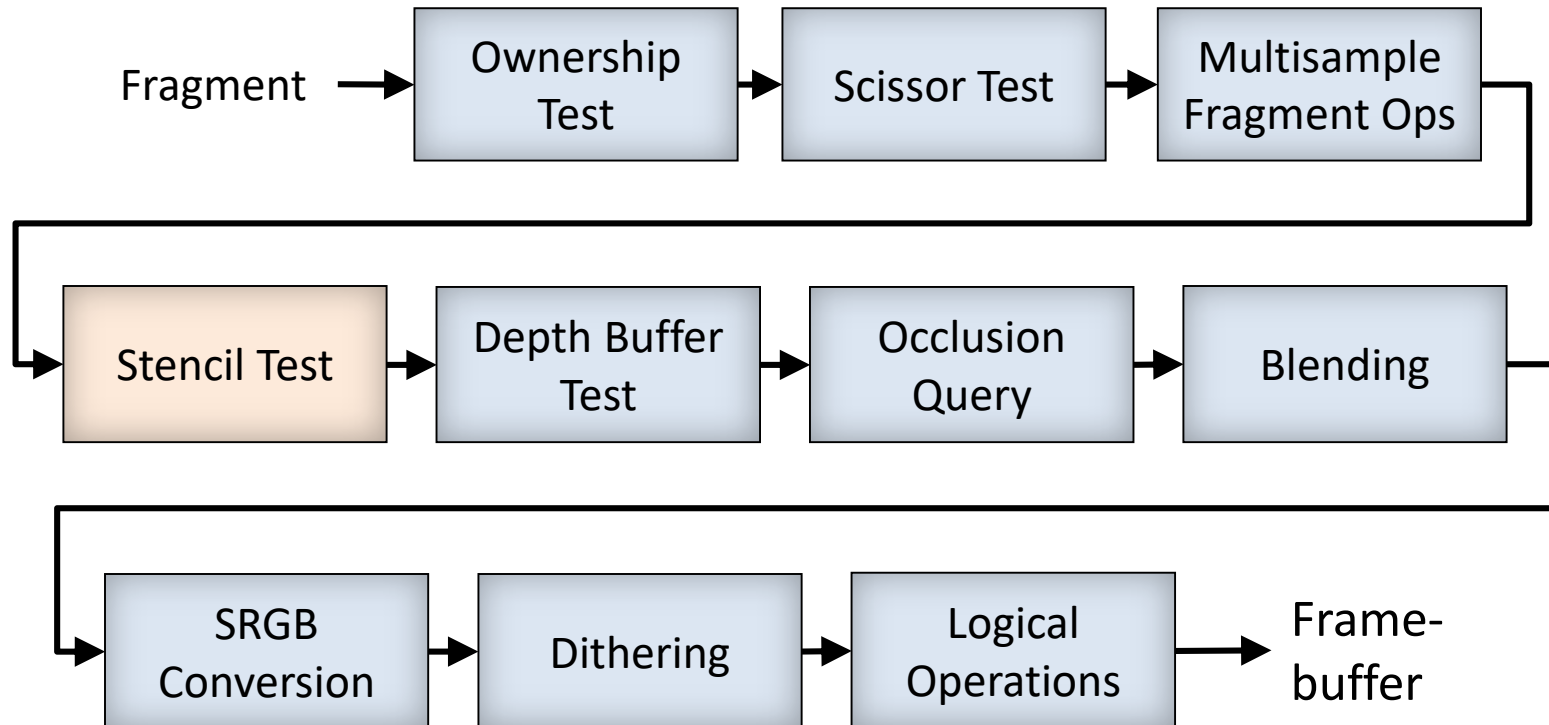 Fragment
Ownership
Test
Scissor Test
Multisample
Fragment Ops
Stencil Test
Depth Buffer
Test
Occlusion
Query
Blending
SRGB
Conversion
Dithering
Logical
Operations
Frame-
buffer